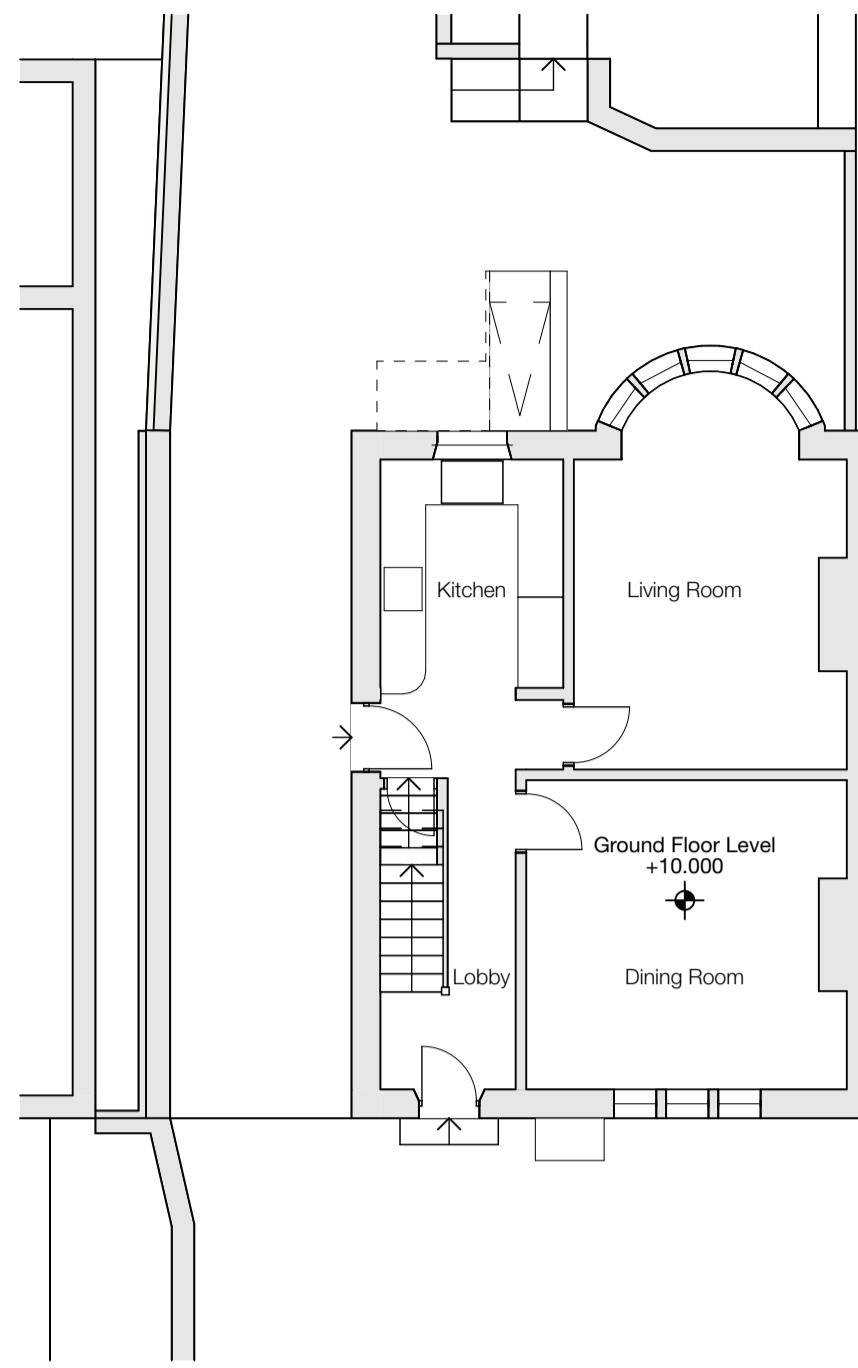 Kitchen
Living Room
Ground Floor Level
+10.000
Lobby
Dining Room